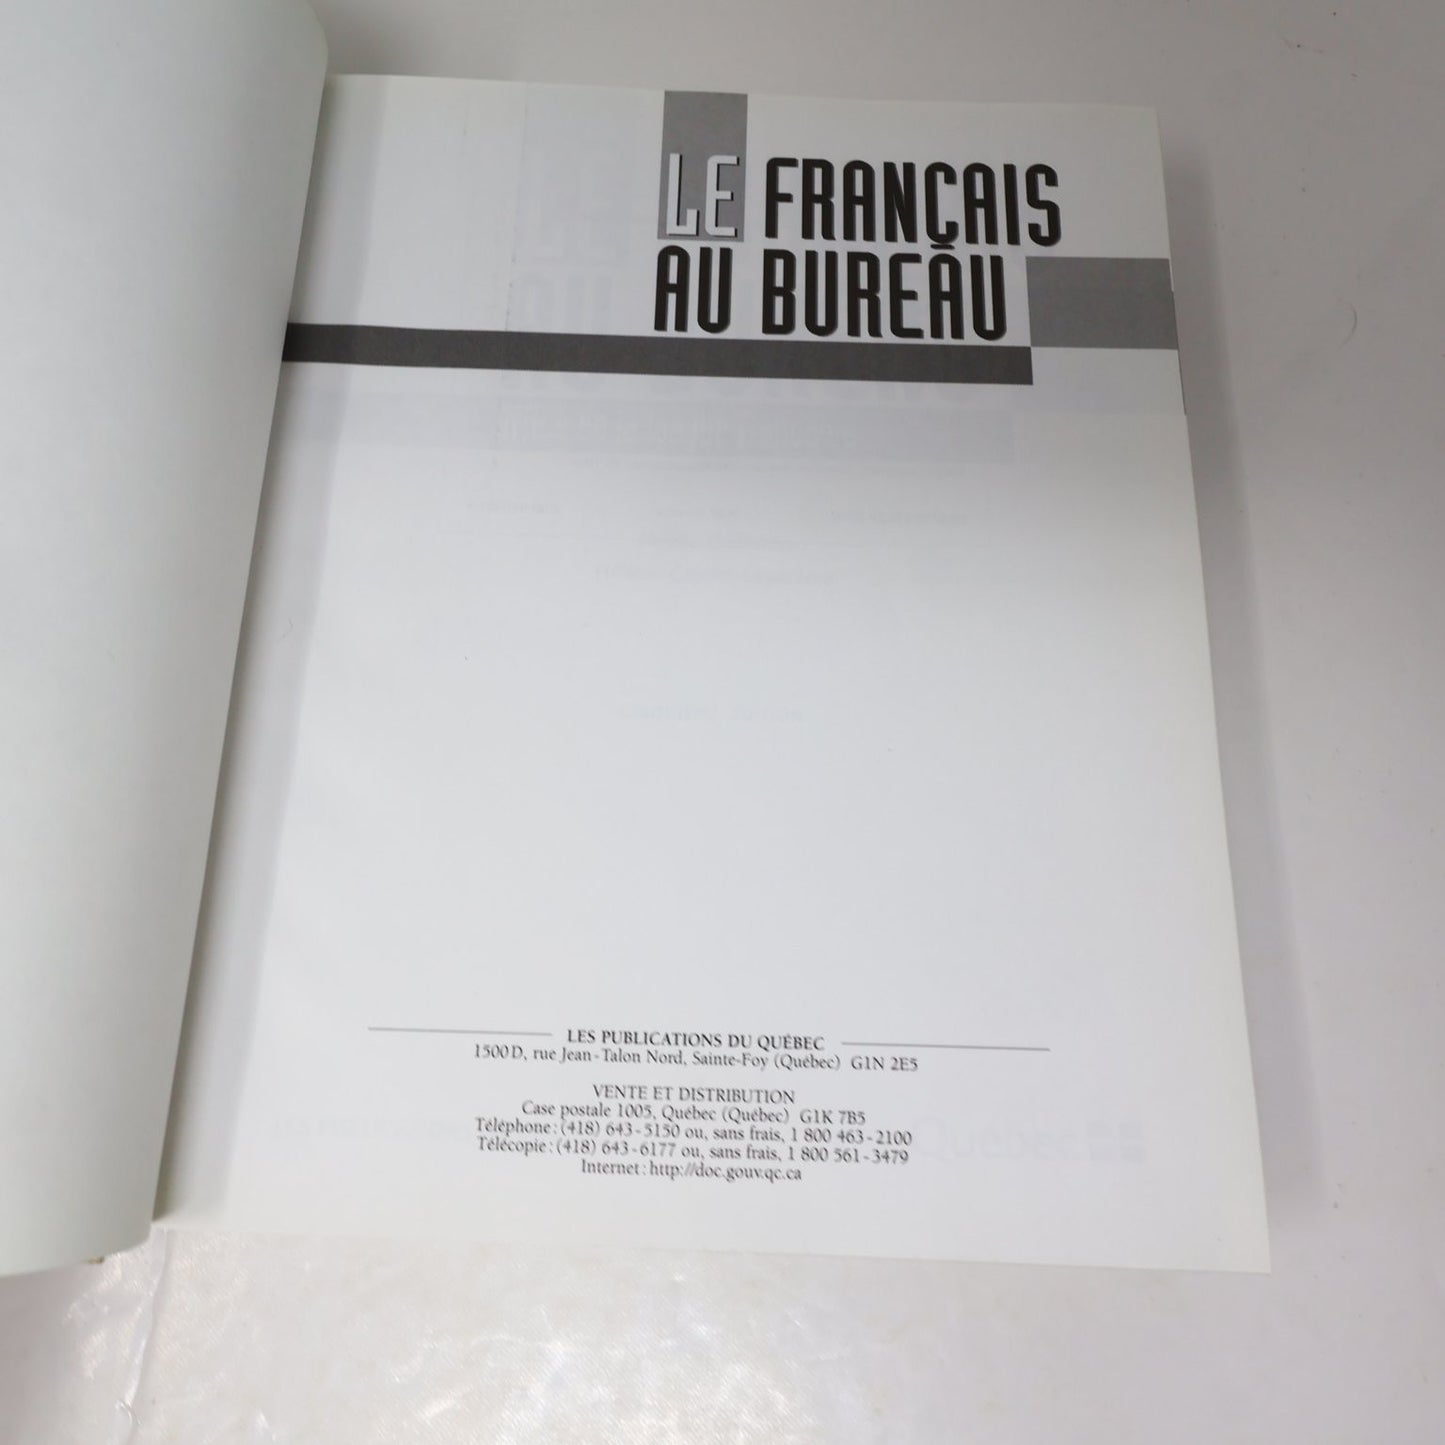 LE FRANÇAIS
AU BUREAU
LES PUBLICATIONS DU QUÉBEC
1500D, rue Jean-Talon Nord, Sainte-Foy (Québec) G1N 2E5
VENTE ET DISTRIBUTION
Case postale 1005, Québec (Québec) G1K 7B5
Téléphone : (418) 643-5150 ou, sans frais, 1 800 463-2100
Télécopie : (418) 643-6177 ou, sans frais, 1 800 561-3479
Internet : http://doc.gouv.qc.ca